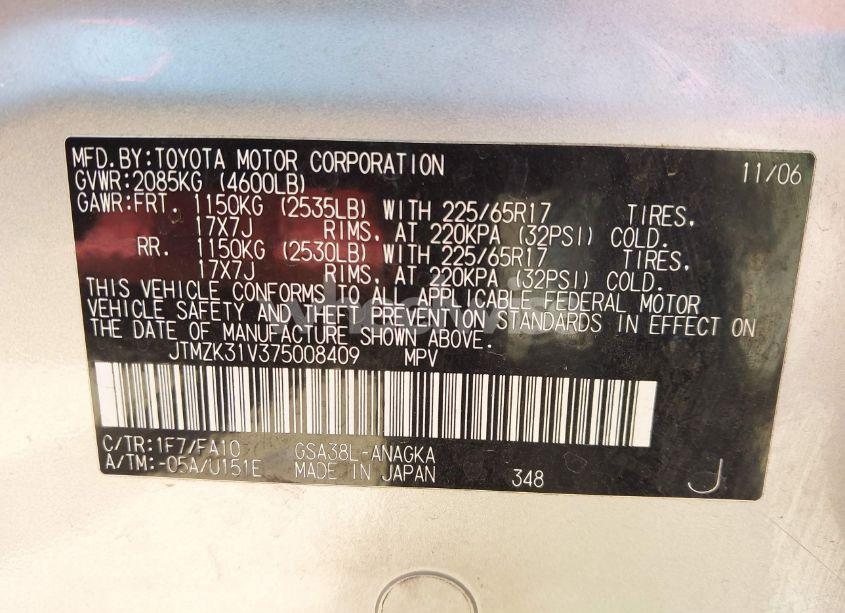 MFD.BY:TOYOTA MOTOR CORPORATION 11/06
GVWR:2085KG (4600LB)
GAWR:FRT. 1150KG (2535LB) WITH 225/65R17 TIRES,
17X7J RIMS, AT 220KPA (32PSI) COLD.
RR. 1150KG (2530LB) WITH 225/65R17 TIRES,
17X7J RIMS, AT 220KPA (32PSI) COLD.
THIS VEHICLE CONFORMS TO ALL APPLICABLE FEDERAL MOTOR
VEHICLE SAFETY AND THEFT PREVENTION STANDARDS IN EFFECT ON
THE DATE OF MANUFACTURE SHOWN ABOVE.
JTMZK31V375008409 MPV
C/TR:1F7/FA10 GSA38L-ANAGKA
A/TM:-05A/U151E MADE IN JAPAN 348 J